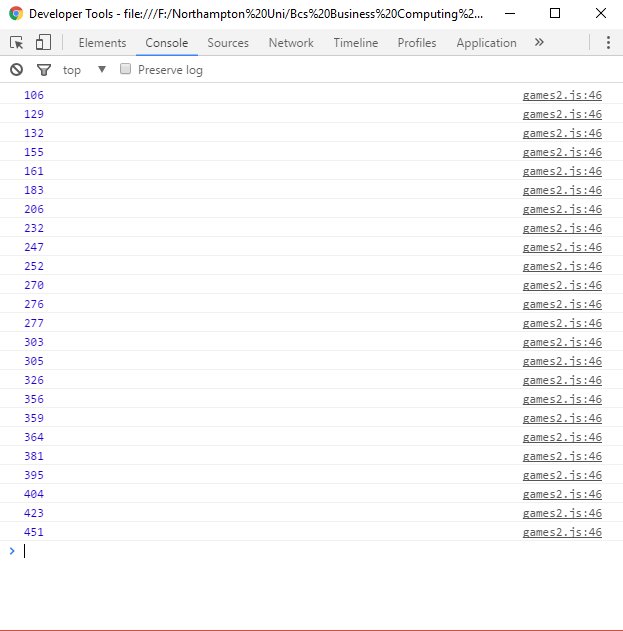 Developer Tools - file:///F:/Northampton%20Uni/Bcs%20Business%20Computing%2...
Elements Console Sources Network Timeline Profiles Application »
top ▼ Preserve log
106 games2.js:46
129 games2.js:46
132 games2.js:46
155 games2.js:46
161 games2.js:46
183 games2.js:46
206 games2.js:46
232 games2.js:46
247 games2.js:46
252 games2.js:46
270 games2.js:46
276 games2.js:46
277 games2.js:46
303 games2.js:46
305 games2.js:46
326 games2.js:46
356 games2.js:46
359 games2.js:46
364 games2.js:46
381 games2.js:46
395 games2.js:46
404 games2.js:46
423 games2.js:46
451 games2.js:46